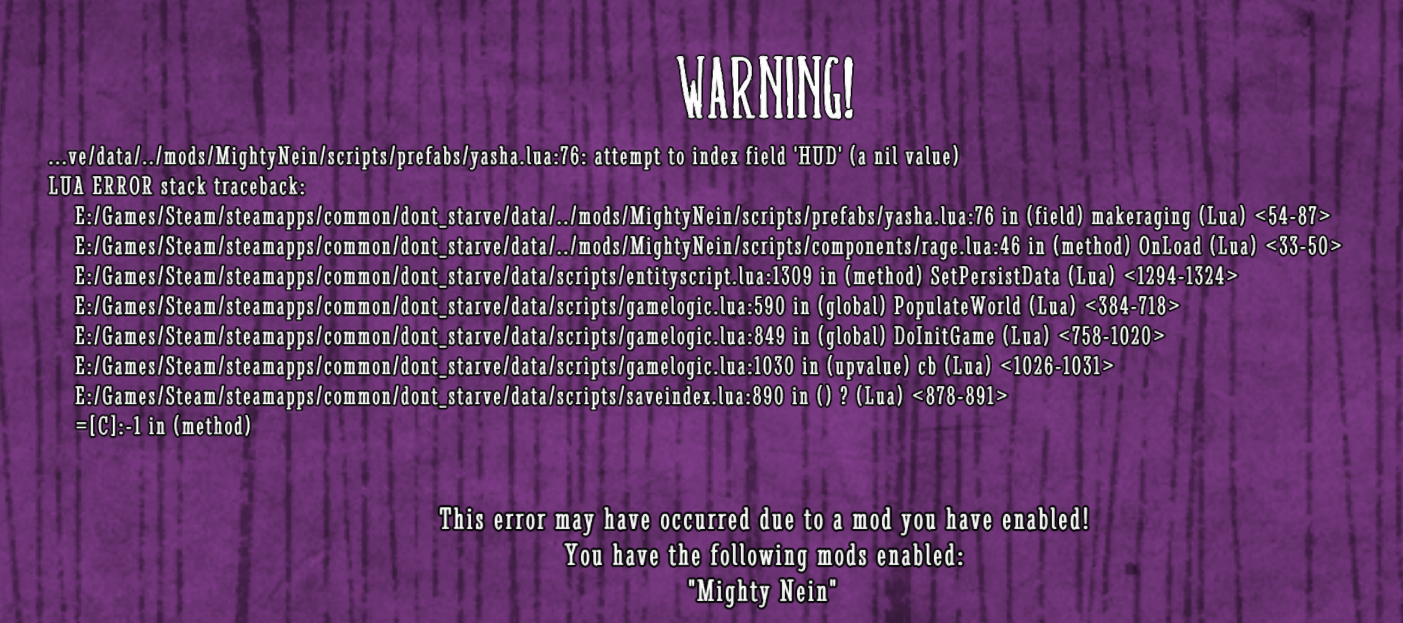 WARNING!
...ve/data/../mods/MightyNein/scripts/prefabs/yasha.lua:76: attempt to index field 'HUD' (a nil value)
LUA ERROR stack traceback:
E:/Games/Steam/steamapps/common/dont_starve/data/../mods/MightyNein/scripts/prefabs/yasha.lua:76 in (field) makeraging (Lua) <54-87>
E:/Games/Steam/steamapps/common/dont_starve/data/../mods/MightyNein/scripts/components/rage.lua:46 in (method) OnLoad (Lua) <33-50>
E:/Games/Steam/steamapps/common/dont_starve/data/scripts/entityscript.lua:1309 in (method) SetPersistData (Lua) <1294-1324>
E:/Games/Steam/steamapps/common/dont_starve/data/scripts/gamelogic.lua:590 in (global) PopulateWorld (Lua) <384-718>
E:/Games/Steam/steamapps/common/dont_starve/data/scripts/gamelogic.lua:849 in (global) DoInitGame (Lua) <758-1020>
E:/Games/Steam/steamapps/common/dont_starve/data/scripts/gamelogic.lua:1030 in (upvalue) cb (Lua) <1026-1031>
E:/Games/Steam/steamapps/common/dont_starve/data/scripts/saveindex.lua:890 in () ? (Lua) <878-891>
=[C]:-1 in (method)
This error may have occurred due to a mod you have enabled!
You have the following mods enabled:
"Mighty Nein"